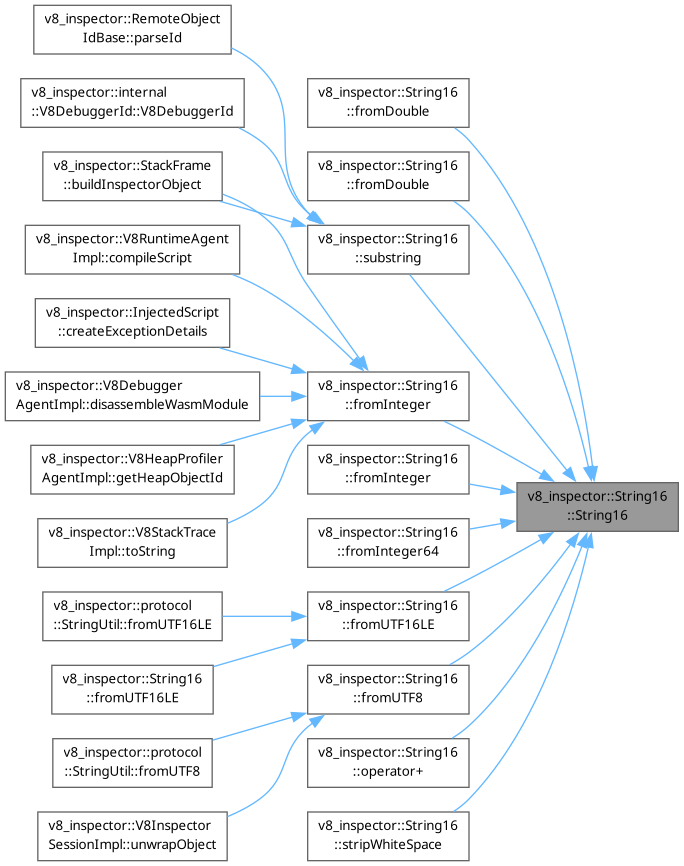 v8_inspector::RemoteObject
IdBase::parseId
v8_inspector::internal
::V8DebuggerId::V8DebuggerId
v8_inspector::StackFrame
::buildInspectorObject
v8_inspector::V8RuntimeAgent
Impl::compileScript
v8_inspector::InjectedScript
::createExceptionDetails
v8_inspector::V8Debugger
AgentImpl::disassembleWasmModule
v8_inspector::V8HeapProfiler
AgentImpl::getHeapObjectId
v8_inspector::V8StackTrace
Impl::toString
v8_inspector::protocol
::StringUtil::fromUTF16LE
v8_inspector::String16
::fromUTF16LE
v8_inspector::protocol
::StringUtil::fromUTF8
v8_inspector::V8Inspector
SessionImpl::unwrapObject
v8_inspector::String16
::fromDouble
v8_inspector::String16
::fromDouble
v8_inspector::String16
::substring
v8_inspector::String16
::fromInteger
v8_inspector::String16
::fromInteger
v8_inspector::String16
::fromInteger64
v8_inspector::String16
::fromUTF16LE
v8_inspector::String16
::fromUTF8
v8_inspector::String16
::operator+
v8_inspector::String16
::stripWhiteSpace
v8_inspector::String16
::String16